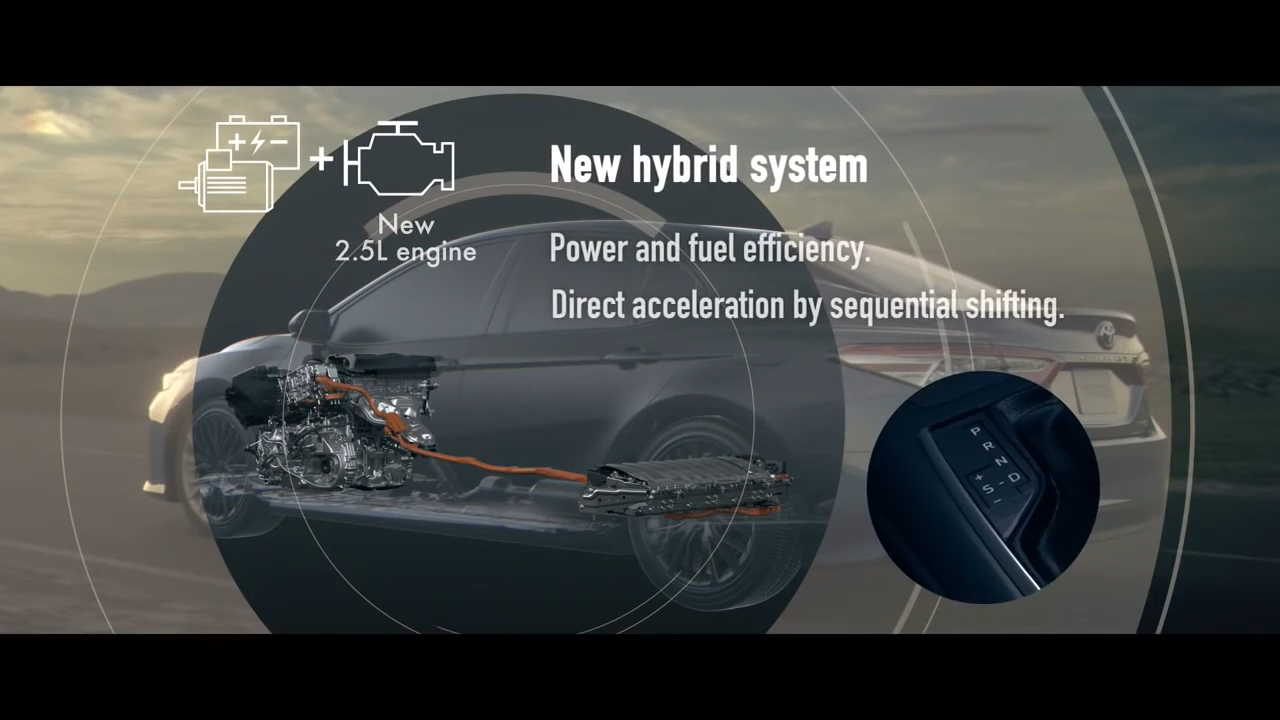 New hybrid system
New
2.5L engine
Power and fuel efficiency.
Direct acceleration by sequential shifting.
P
R
N
+ - D
S
-